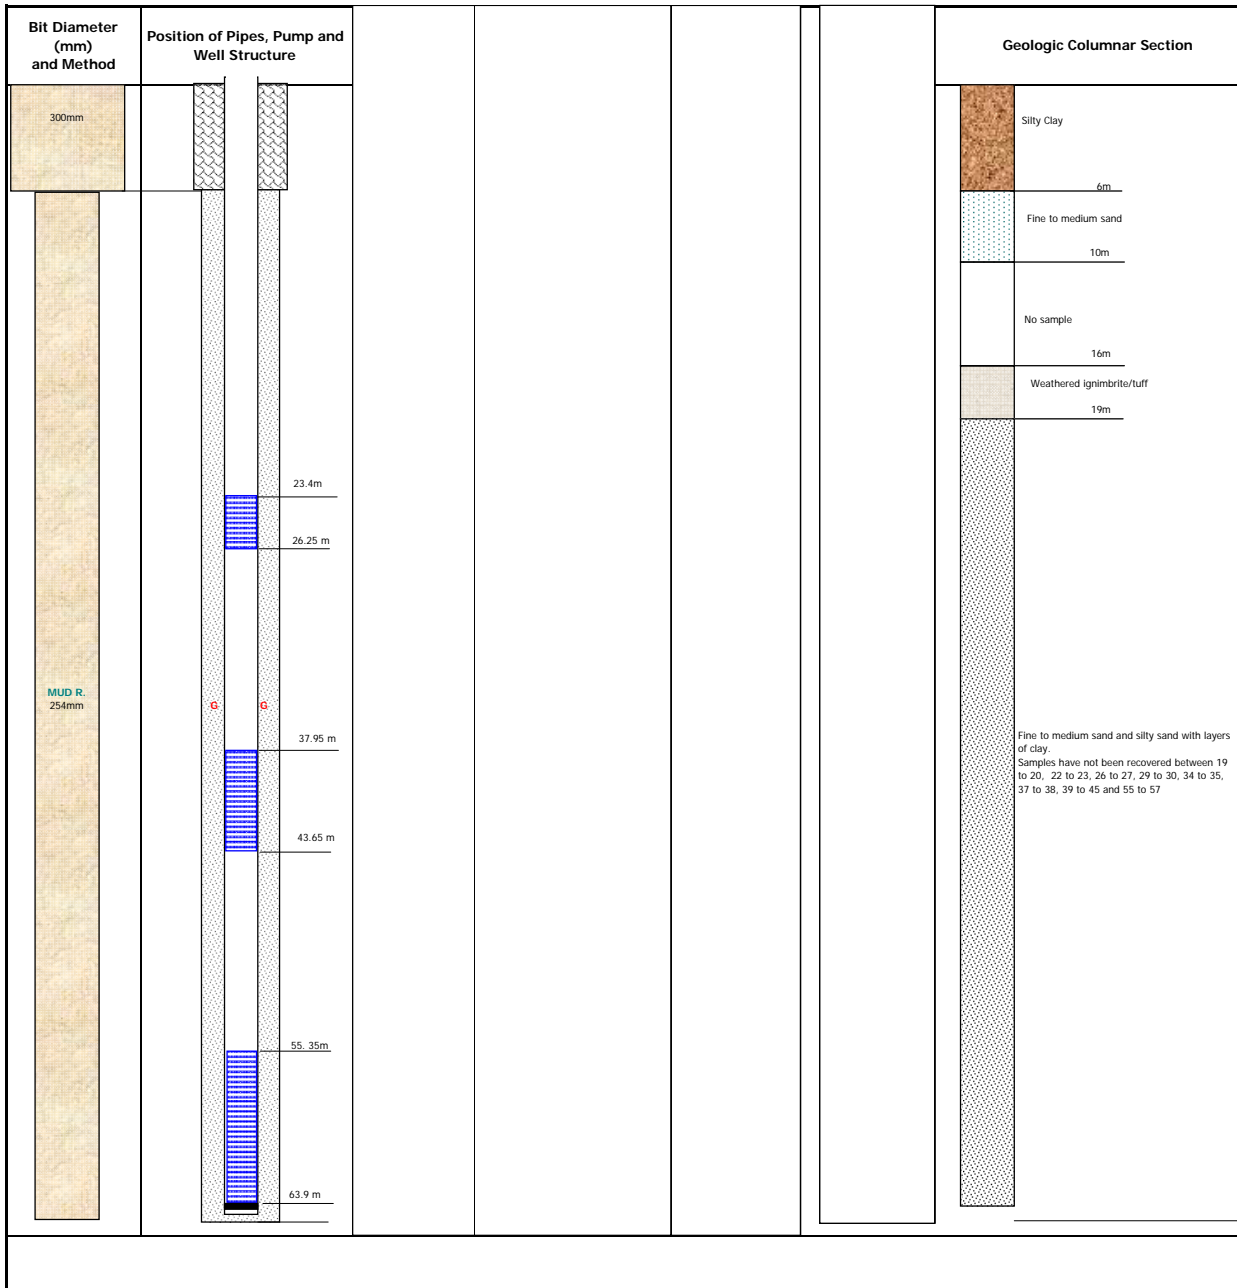 Bit Diameter
(mm)
and Method
Position of Pipes, Pump and
Well Structure
Geologic Columnar Section
300mm
Silty Clay
6m
Fine to medium sand
10m
No sample
16m
Weathered ignimbrite/tuff
19m
23.4m
26.25 m
MUD R.
254mm
G G
37.95 m
Fine to medium sand and silty sand with layers
of clay.
Samples have not been recovered between 19
to 20, 22 to 23, 26 to 27, 29 to 30, 34 to 35,
37 to 38, 39 to 45 and 55 to 57
43.65 m
55. 35m
63.9 m